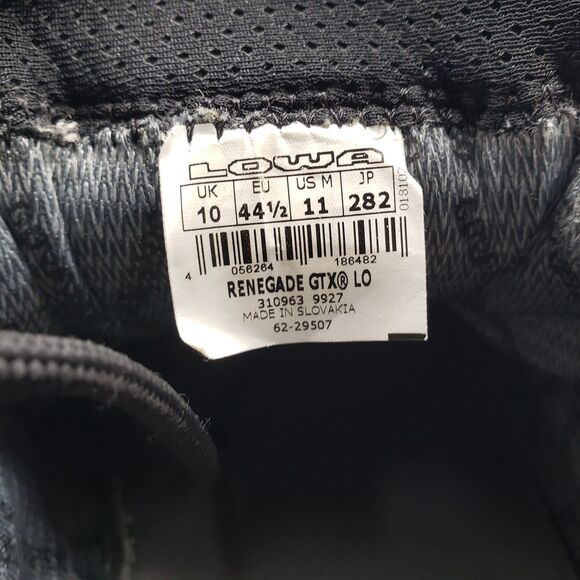 LOWA
UK EU US M JP
10 44½ 11 282
4 056264 186482
RENEGADE GTX® LO
310963 9927
MADE IN SLOVAKIA
62-29507